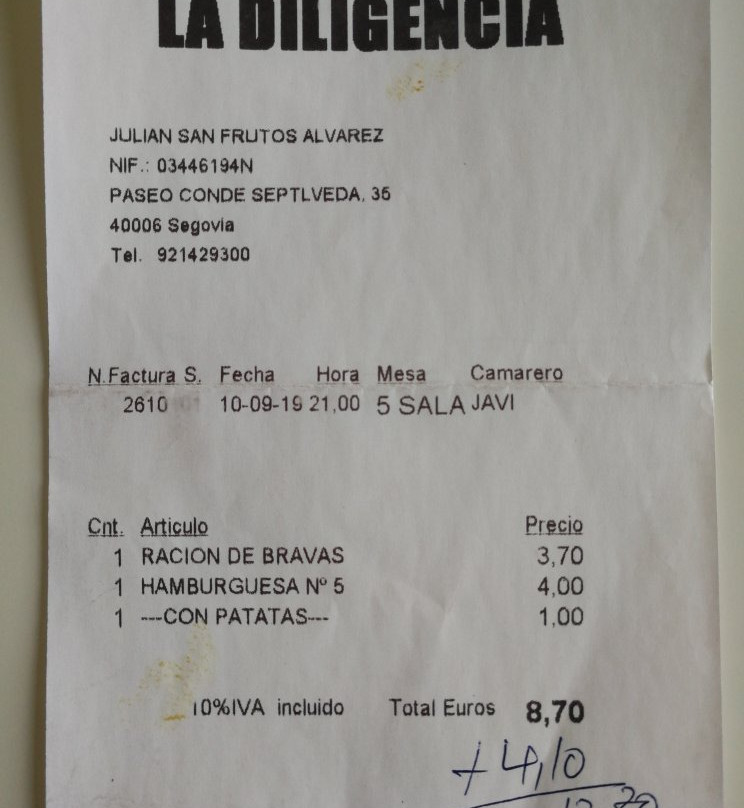 LA DILIGENCIA
JULIAN SAN FRUTOS ALVAREZ
NIF.: 03446194N
PASEO CONDE SEPTLVEDA, 35
40006 Segovia
Tel. 921429300
N.Factura S. Fecha Hora Mesa Camarero
2610 01 10-09-19 21,00 5 SALA JAVI
Cnt. Articulo Precio
1 RACION DE BRAVAS 3,70
1 HAMBURGUESA Nº 5 4,00
1 ---CON PATATAS--- 1,00
10%IVA incluido Total Euros 8,70
+ 4,10